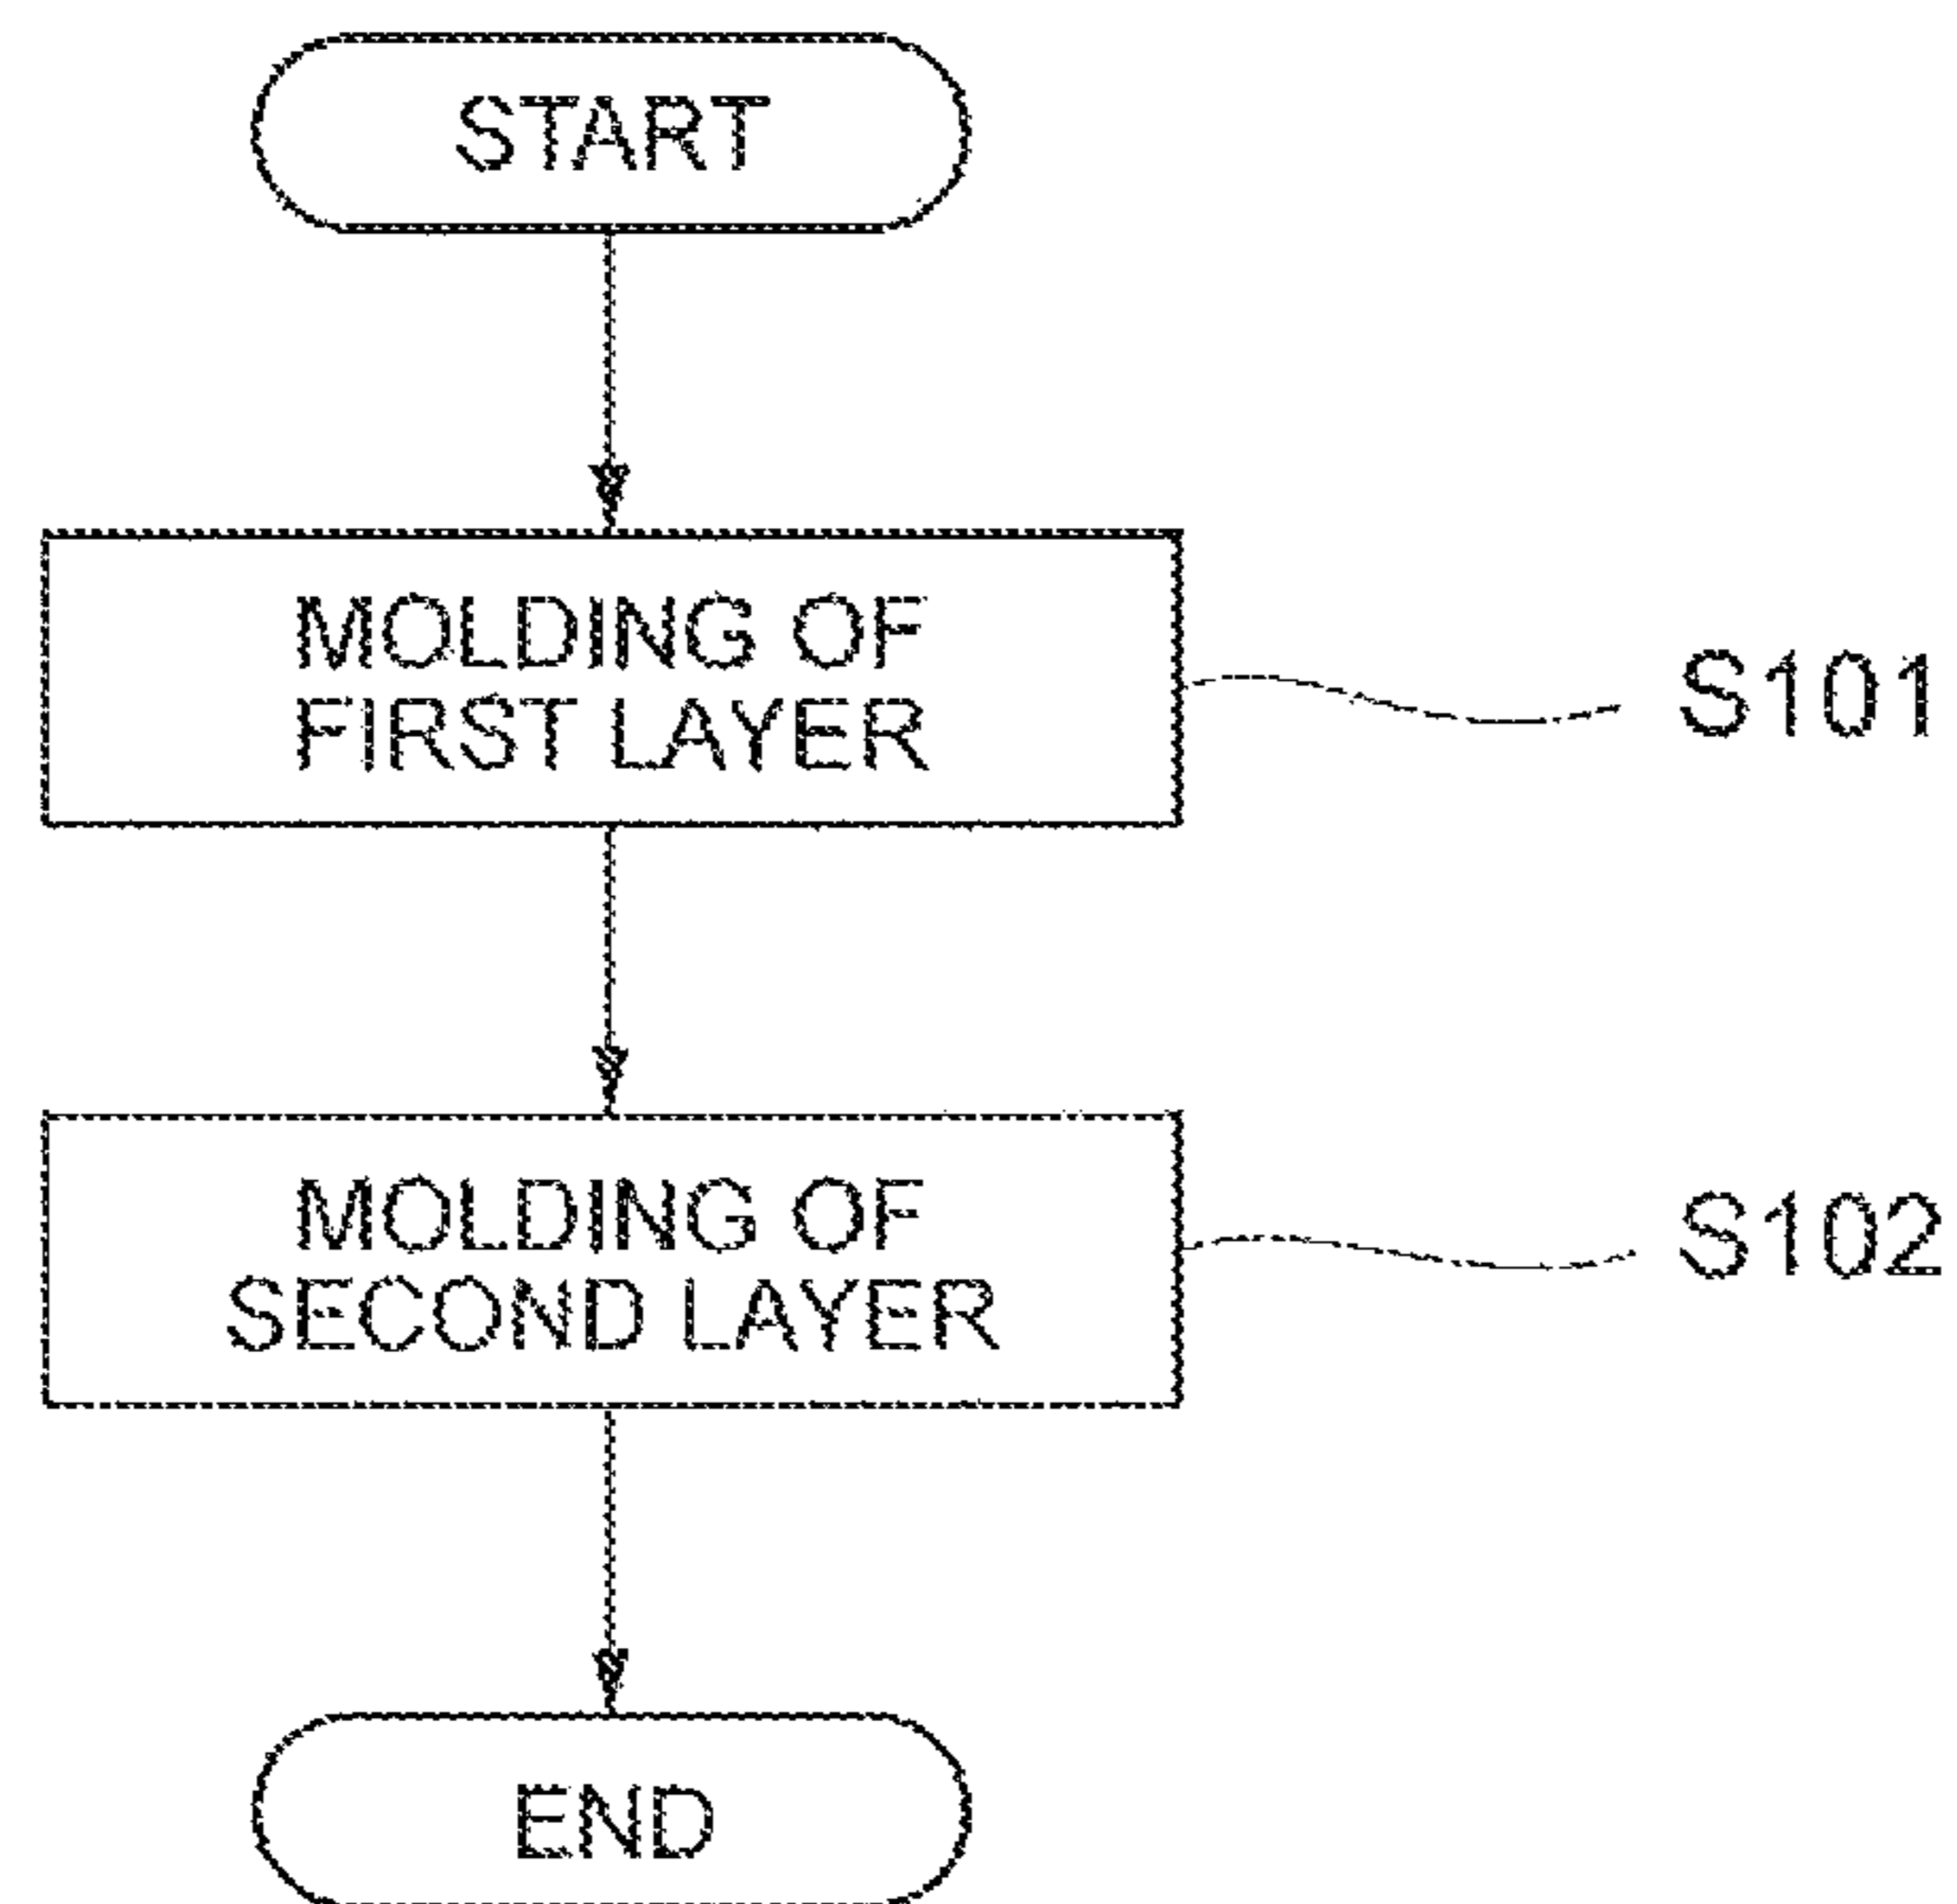 START
MOLDING OF
FIRST LAYER
S101
MOLDING OF
SECOND LAYER
S102
END